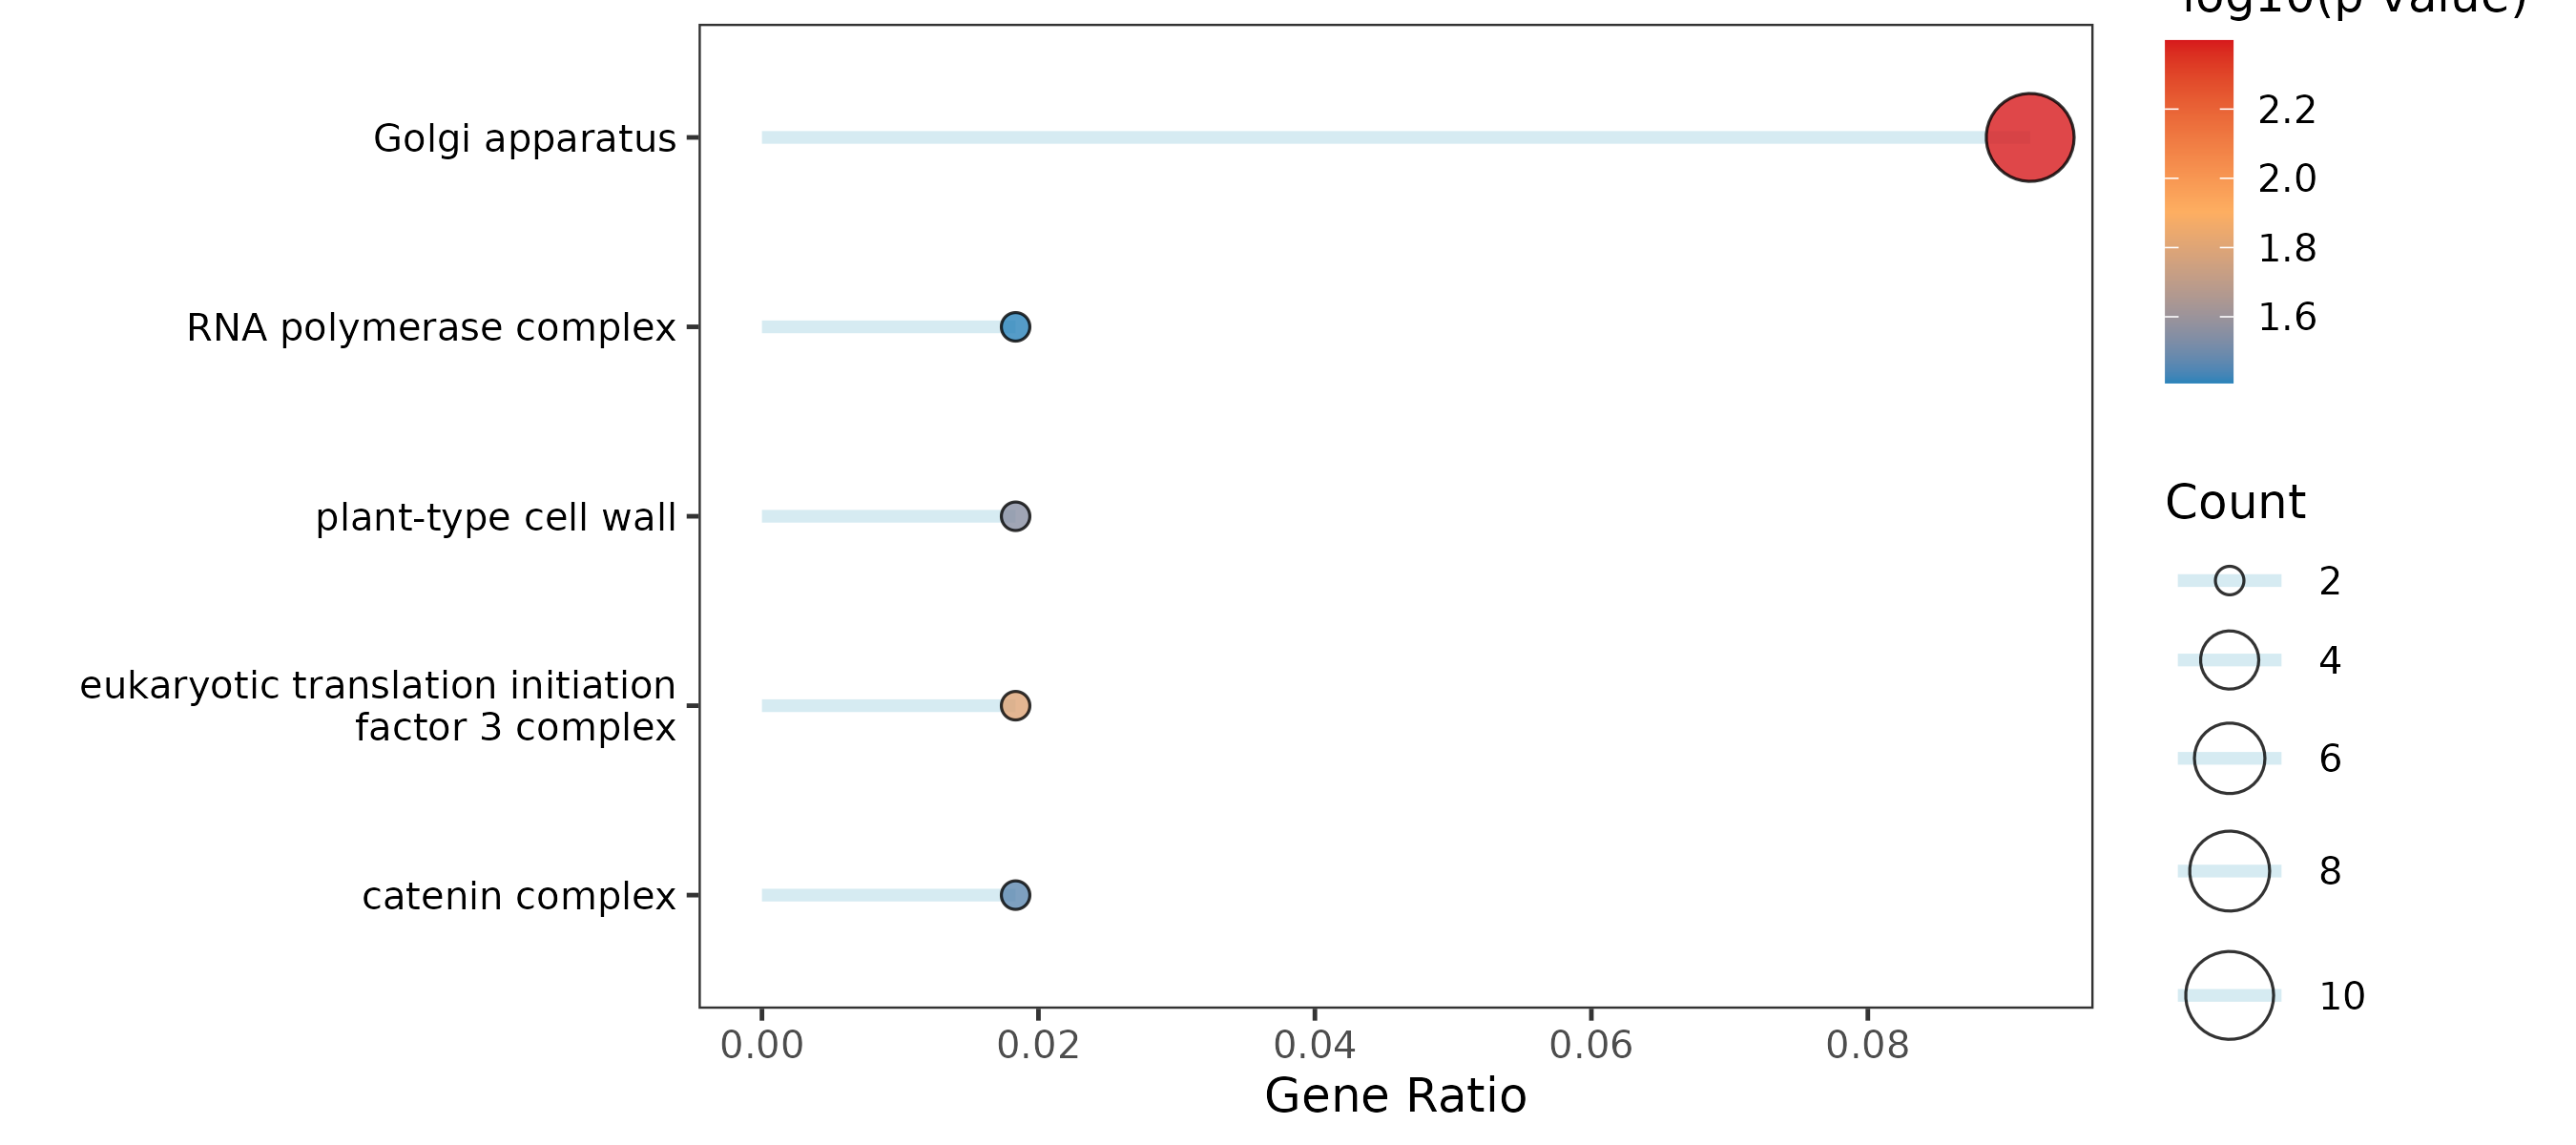 log10(p value)
Golgi apparatus
RNA polymerase complex
plant-type cell wall
eukaryotic translation initiation
factor 3 complex
catenin complex
0.00
0.02
0.04
0.06
0.08
Gene Ratio
2.2
2.0
1.8
1.6
Count
2
4
6
8
10